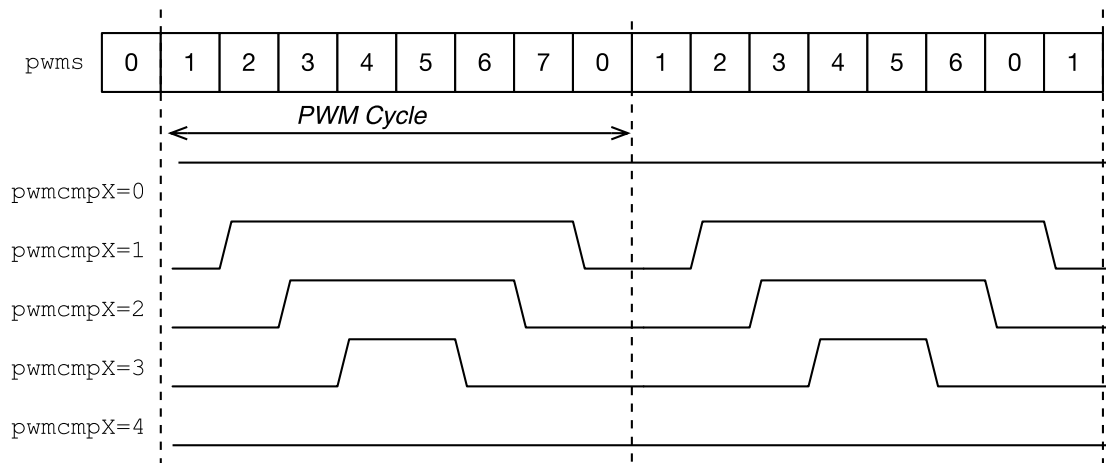 pwms 0 1 2 3 4 5 6 7 0 1 2 3 4 5 6 0 1
PWM Cycle
pwmcmpX=0
pwmcmpX=1
pwmcmpX=2
pwmcmpX=3
pwmcmpX=4